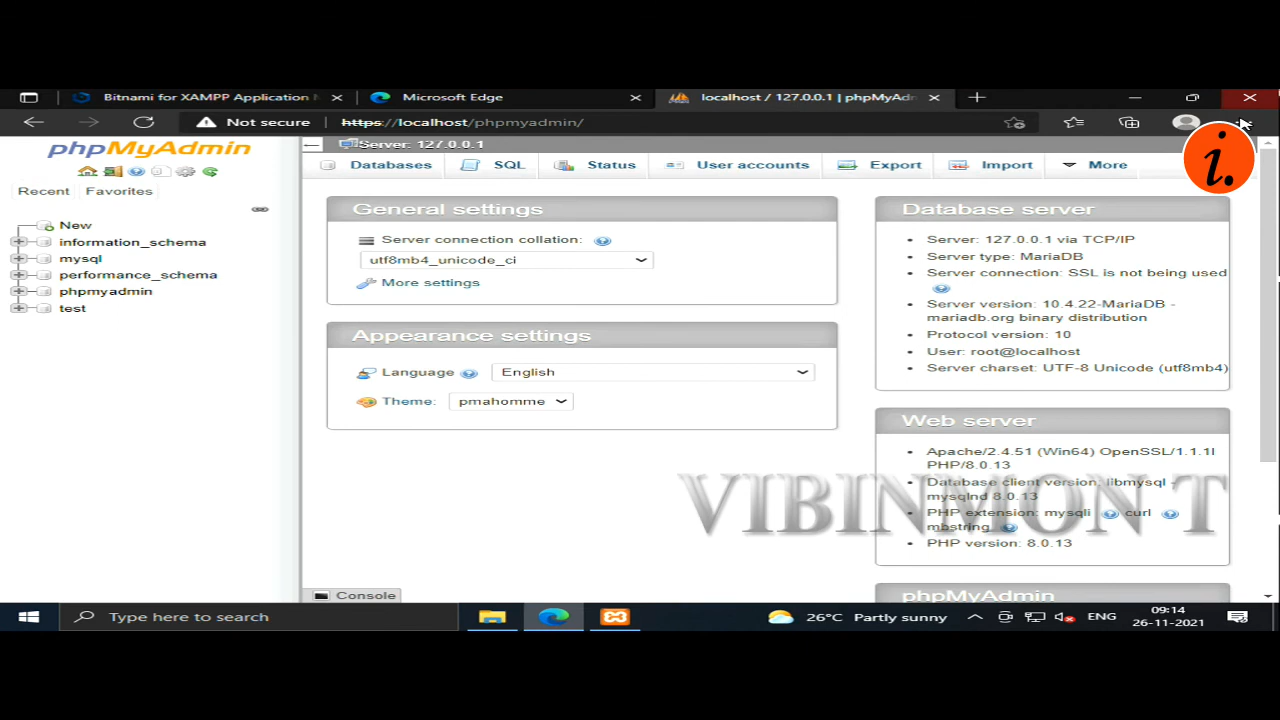 Bitnami for XAMPP Application
Microsoft Edge
localhost / 127.0.0.1 | phpMyAdm
Not secure
https://localhost/phpmyadmin/
i.
phpMyAdmin
Server: 127.0.0.1
Databases
SQL
Status
User accounts
Export
Import
More
Recent
Favorites
New
information_schema
mysql
performance_schema
phpmyadmin
test
General settings
Server connection collation:
utf8mb4_unicode_ci
More settings
Appearance settings
Language
English
Theme:
pmahomme
Database server
Server: 127.0.0.1 via TCP/IP
Server type: MariaDB
Server connection: SSL is not being used
Server version: 10.4.22-MariaDB -
mariadb.org binary distribution
Protocol version: 10
User: root@localhost
Server charset: UTF-8 Unicode (utf8mb4)
Web server
Apache/2.4.51 (Win64) OpenSSL/1.1.1l
PHP/8.0.13
Database client version: libmysql -
mysqlnd 8.0.13
PHP extension: mysqli curl
mbstring
PHP version: 8.0.13
VIBINMON T
phpMyAdmin
Console
Type here to search
26°C Partly sunny
ENG
09:14
26-11-2021